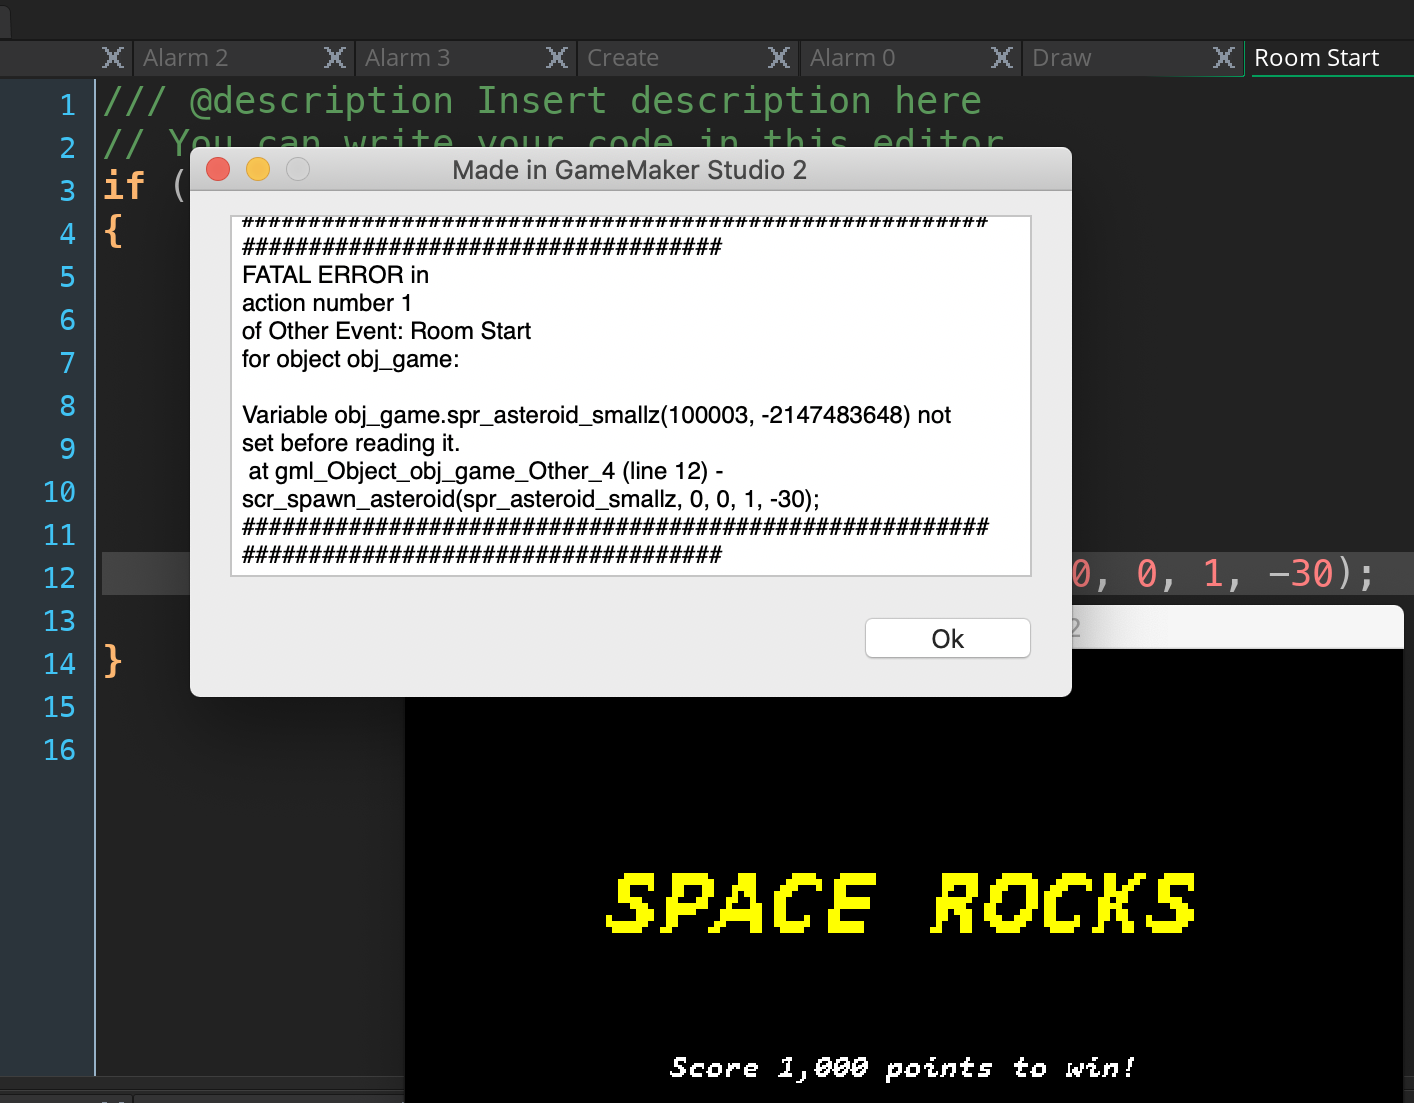 Alarm 2
Alarm 3
Create
Alarm 0
Draw
Room Start
1 /// @description Insert description here
2 // You can write your code in this editor
3 if (
4 {
5
6
7
8
9
10
11
12 0, 0, 1, -30);
13
14 }
15
16
Made in GameMaker Studio 2
########################################################
####################################
FATAL ERROR in
action number 1
of Other Event: Room Start
for object obj_game:
Variable obj_game.spr_asteroid_smallz(100003, -2147483648) not
set before reading it.
at gml_Object_obj_game_Other_4 (line 12) -
scr_spawn_asteroid(spr_asteroid_smallz, 0, 0, 1, -30);
########################################################
####################################
Ok
2
SPACE ROCKS
Score 1,000 points to win!